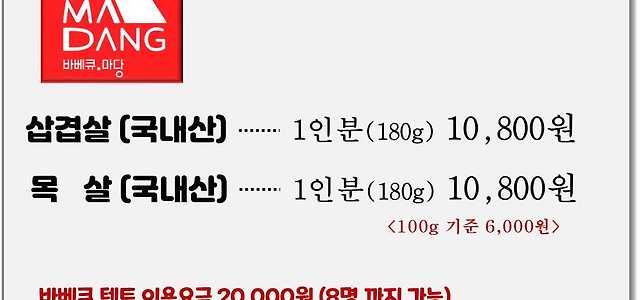 MA
DANG
바베큐.마당
삼겹살 (국내산) ········ 1인분(180g) 10,800원
목 살 (국내산) ········ 1인분(180g) 10,800원
<100g 기준 6,000원>
바베큐 텐트 이용요금 20,000원 (8명 까지 가능)